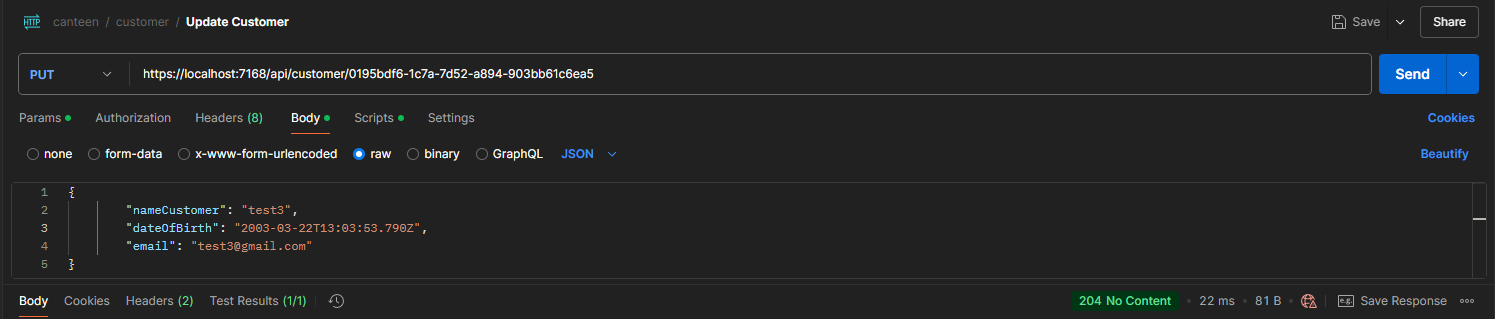 HTTP canteen / customer / Update Customer Save Share
PUT https://localhost:7168/api/customer/0195bdf6-1c7a-7d52-a894-903bb61c6ea5 Send
Params Authorization Headers (8) Body Scripts Settings Cookies
none form-data x-www-form-urlencoded raw binary GraphQL JSON Beautify
1 {
2 "nameCustomer": "test3",
3 "dateOfBirth": "2003-03-22T13:03:53.790Z",
4 "email": "test3@gmail.com"
5 }
Body Cookies Headers (2) Test Results (1/1) 204 No Content • 22 ms • 81 B e.g. Save Response